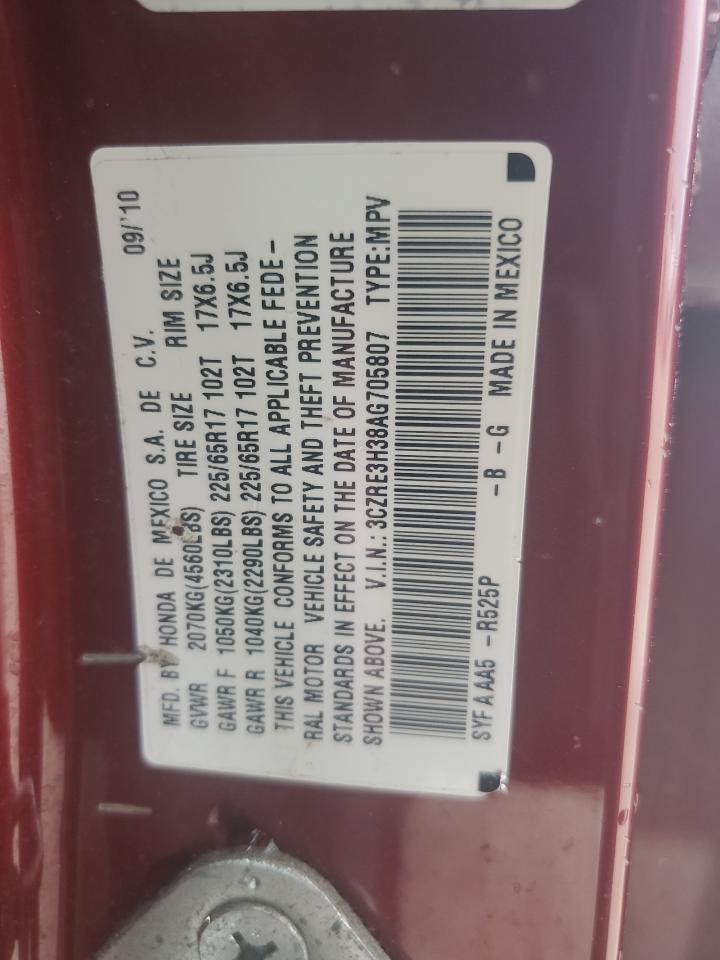 MFD. BY HONDA DE MEXICO S.A. DE C.V. 09/'10
GVWR 2070KG(4560LBS) TIRE SIZE RIM SIZE
GAWR F 1050KG(2310LBS) 225/65R17 102T 17X6.5J
GAWR R 1040KG(2290LBS) 225/65R17 102T 17X6.5J
THIS VEHICLE CONFORMS TO ALL APPLICABLE FEDE-
RAL MOTOR VEHICLE SAFETY AND THEFT PREVENTION
STANDARDS IN EFFECT ON THE DATE OF MANUFACTURE
SHOWN ABOVE. V.I.N.: 3CZRE3H38AG705807 TYPE:MPV
SYF A AA5 -R525P -B -G MADE IN MEXICO